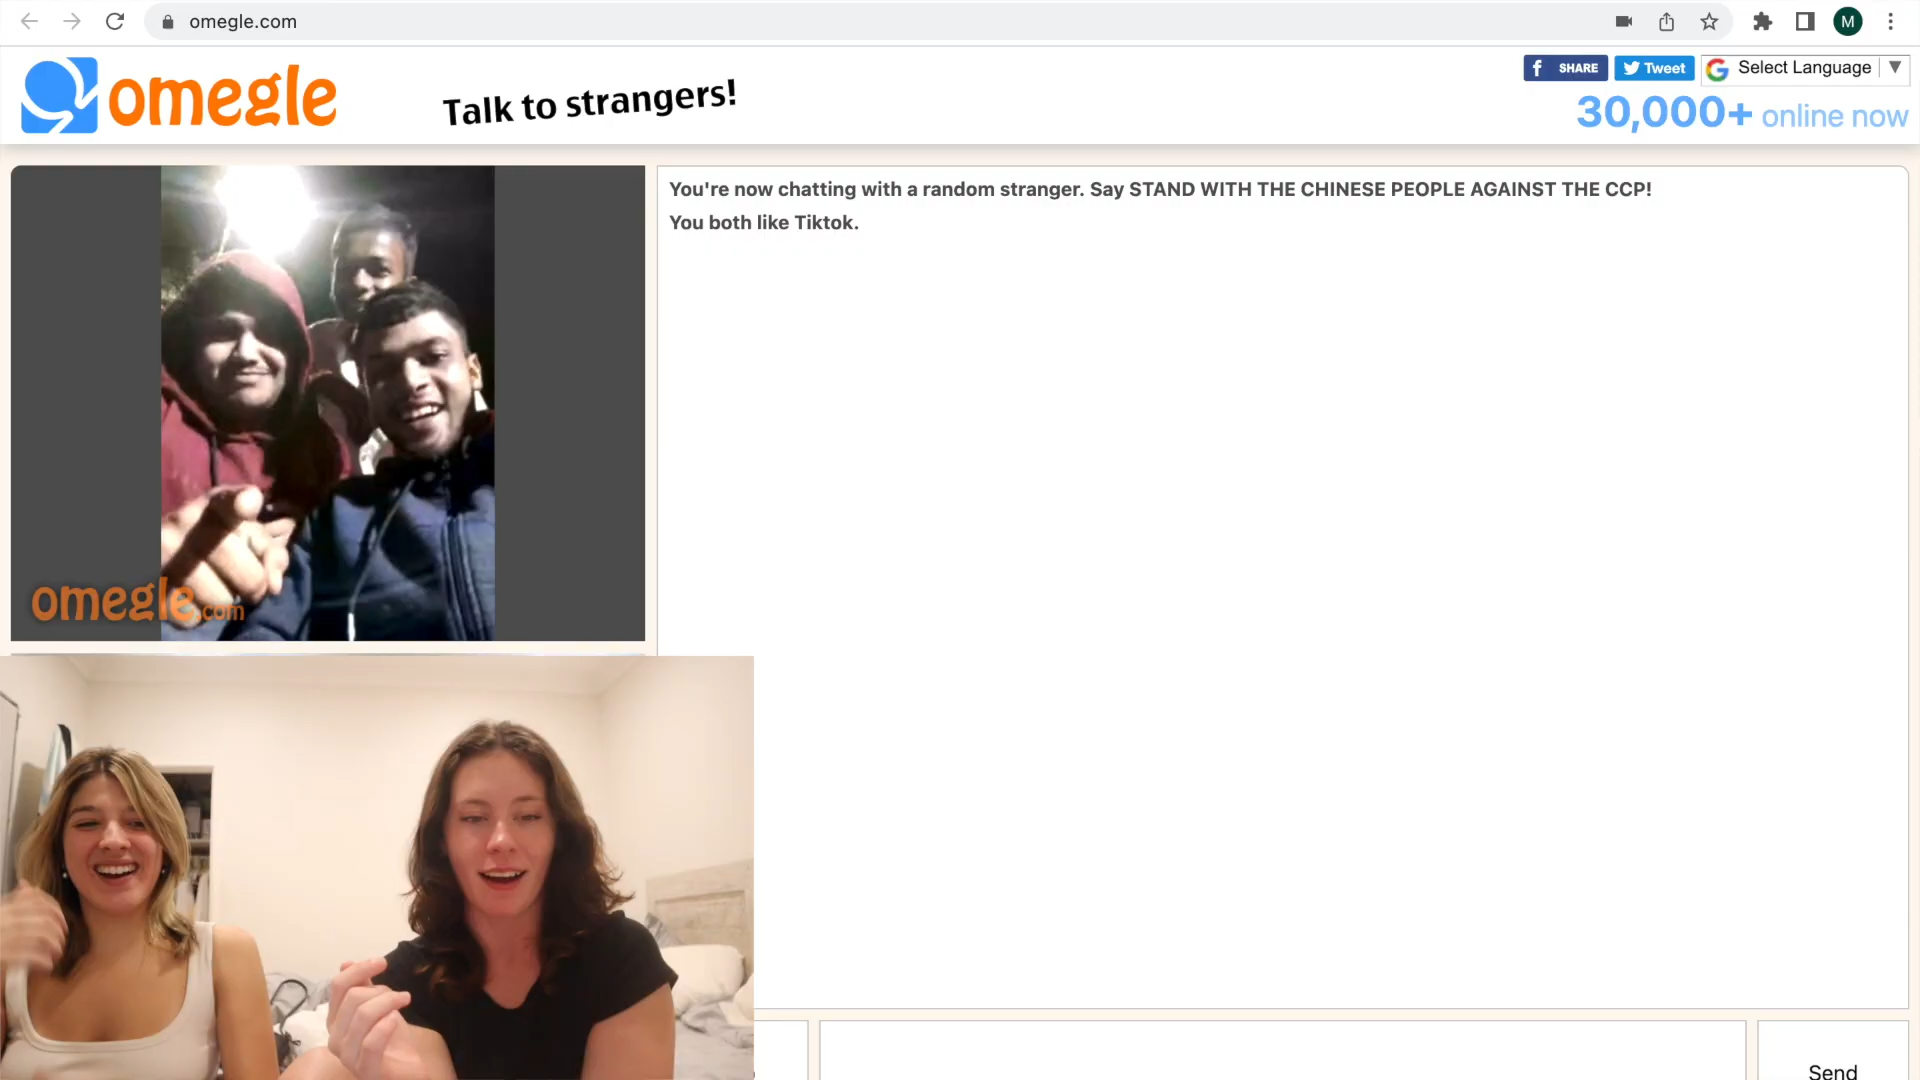 omegle.com
M
omegle
Talk to strangers!
f SHARE
Tweet
G Select Language ▼
30,000+ online now
You're now chatting with a random stranger. Say STAND WITH THE CHINESE PEOPLE AGAINST THE CCP!
You both like Tiktok.
omegle.com
Send